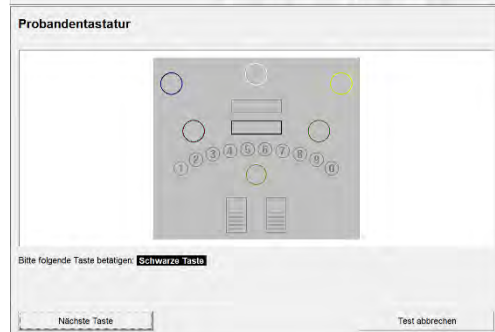 Probandentastatur
1 2 3 4 5 6 7 8 9 0
Bitte folgende Taste betätigen: Schwarze Taste
Nächste Taste
Test abbrechen